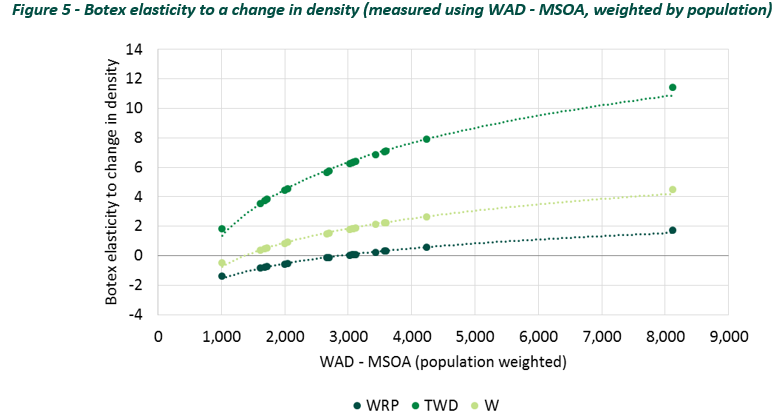 Figure 5 - Botex elasticity to a change in density (measured using WAD - MSOA, weighted by population)
Botex elasticity to change in density
14
12
10
8
6
4
2
0
-2
-4
0 1,000 2,000 3,000 4,000 5,000 6,000 7,000 8,000 9,000
WAD - MSOA (population weighted)
WRP TWD W